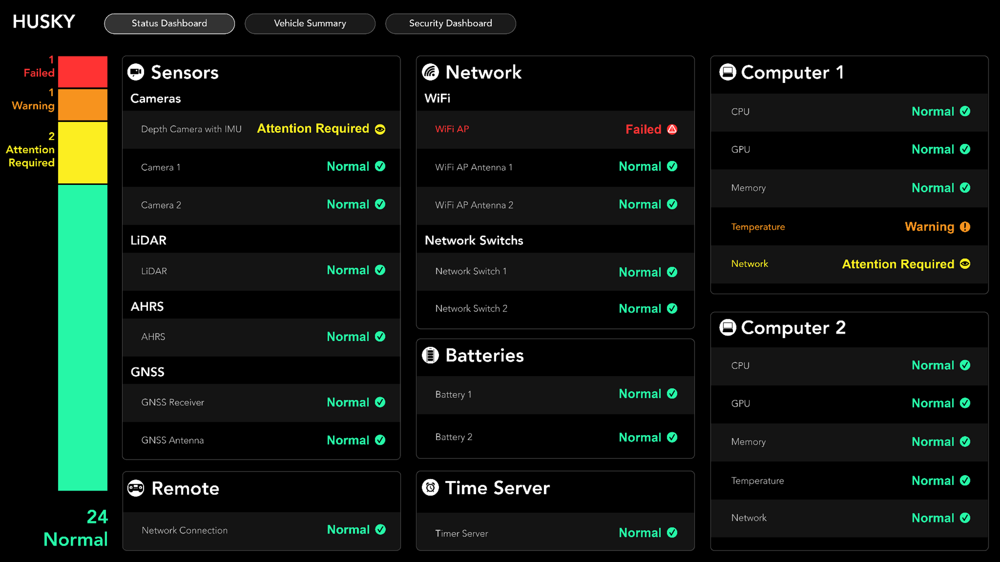 HUSKY
Status Dashboard
Vehicle Summary
Security Dashboard
1
Failed
1
Warning
2
Attention
Required
24
Normal
Sensors
Cameras
Depth Camera with IMU Attention Required
Camera 1 Normal
Camera 2 Normal
LiDAR
LiDAR Normal
AHRS
AHRS Normal
GNSS
GNSS Receiver Normal
GNSS Antenna Normal
Remote
Network Connection Normal
Network
WiFi
WiFi AP Failed
WiFi AP Antenna 1 Normal
WiFi AP Antenna 2 Normal
Network Switchs
Network Switch 1 Normal
Network Switch 2 Normal
Batteries
Battery 1 Normal
Battery 2 Normal
Time Server
Timer Server Normal
Computer 1
CPU Normal
GPU Normal
Memory Normal
Temperature Warning
Network Attention Required
Computer 2
CPU Normal
GPU Normal
Memory Normal
Temperature Normal
Network Normal